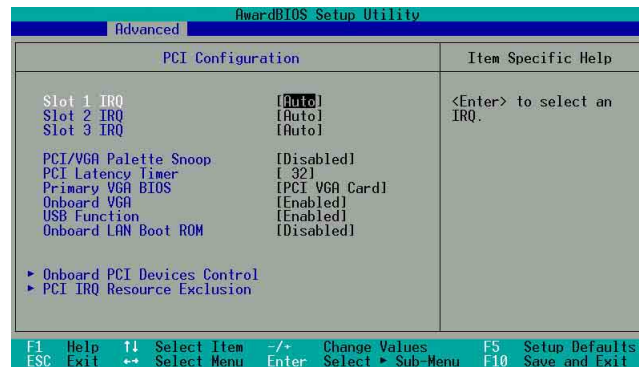 AwardBIOS Setup Utility
Advanced
PCI Configuration
Item Specific Help
Slot 1 IRQ [Auto]
Slot 2 IRQ [Auto]
Slot 3 IRQ [Auto]
PCI/VGA Palette Snoop [Disabled]
PCI Latency Timer [ 32]
Primary VGA BIOS [PCI VGA Card]
Onboard VGA [Enabled]
USB Function [Enabled]
Onboard LAN Boot ROM [Disabled]
▶ Onboard PCI Devices Control
▶ PCI IRQ Resource Exclusion
<Enter> to select an
IRQ.
F1 Help ↑↓ Select Item -/+ Change Values F5 Setup Defaults
ESC Exit ←→ Select Menu Enter Select ▶ Sub-Menu F10 Save and Exit